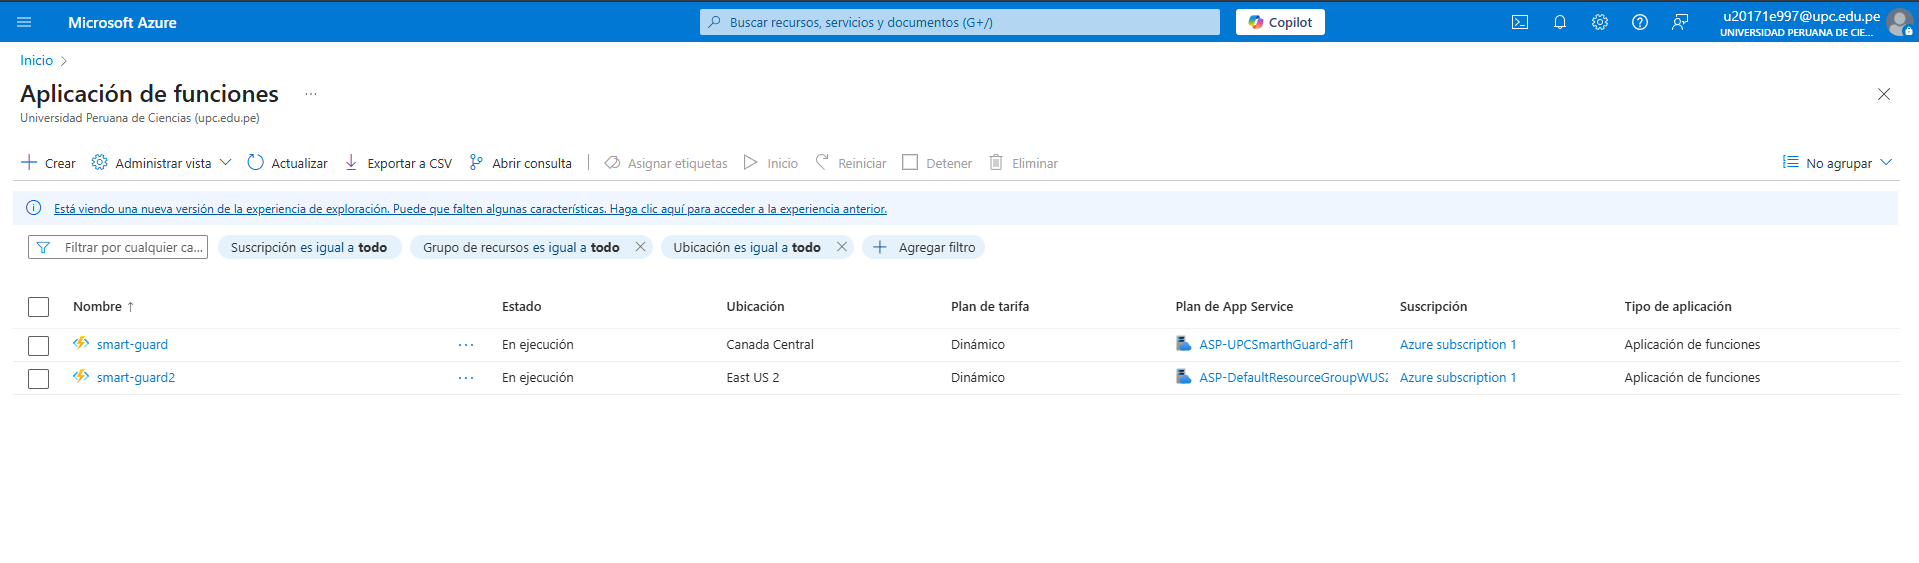 Microsoft Azure
Buscar recursos, servicios y documentos (G+/)
Copilot
u20171e997@upc.edu.pe
UNIVERSIDAD PERUANA DE CIE...
Inicio
Aplicación de funciones ...
Universidad Peruana de Ciencias (upc.edu.pe)
Crear Administrar vista Actualizar Exportar a CSV Abrir consulta Asignar etiquetas Inicio Reiniciar Detener Eliminar No agrupar
Está viendo una nueva versión de la experiencia de exploración. Puede que falten algunas características. Haga clic aquí para acceder a la experiencia anterior.
Filtrar por cualquier ca... Suscripción es igual a todo Grupo de recursos es igual a todo Ubicación es igual a todo Agregar filtro
Nombre ↑ Estado Ubicación Plan de tarifa Plan de App Service Suscripción Tipo de aplicación
smart-guard ... En ejecución Canada Central Dinámico ASP-UPCSmarthGuard-aff1 Azure subscription 1 Aplicación de funciones
smart-guard2 ... En ejecución East US 2 Dinámico ASP-DefaultResourceGroupWUS2 Azure subscription 1 Aplicación de funciones